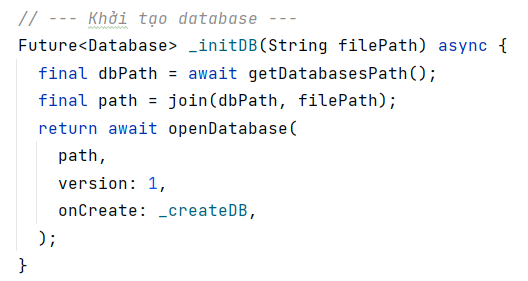 // --- Khởi tạo database ---
Future<Database> _initDB(String filePath) async {
  final dbPath = await getDatabasesPath();
  final path = join(dbPath, filePath);
  return await openDatabase(
    path,
    version: 1,
    onCreate: _createDB,
  );
}